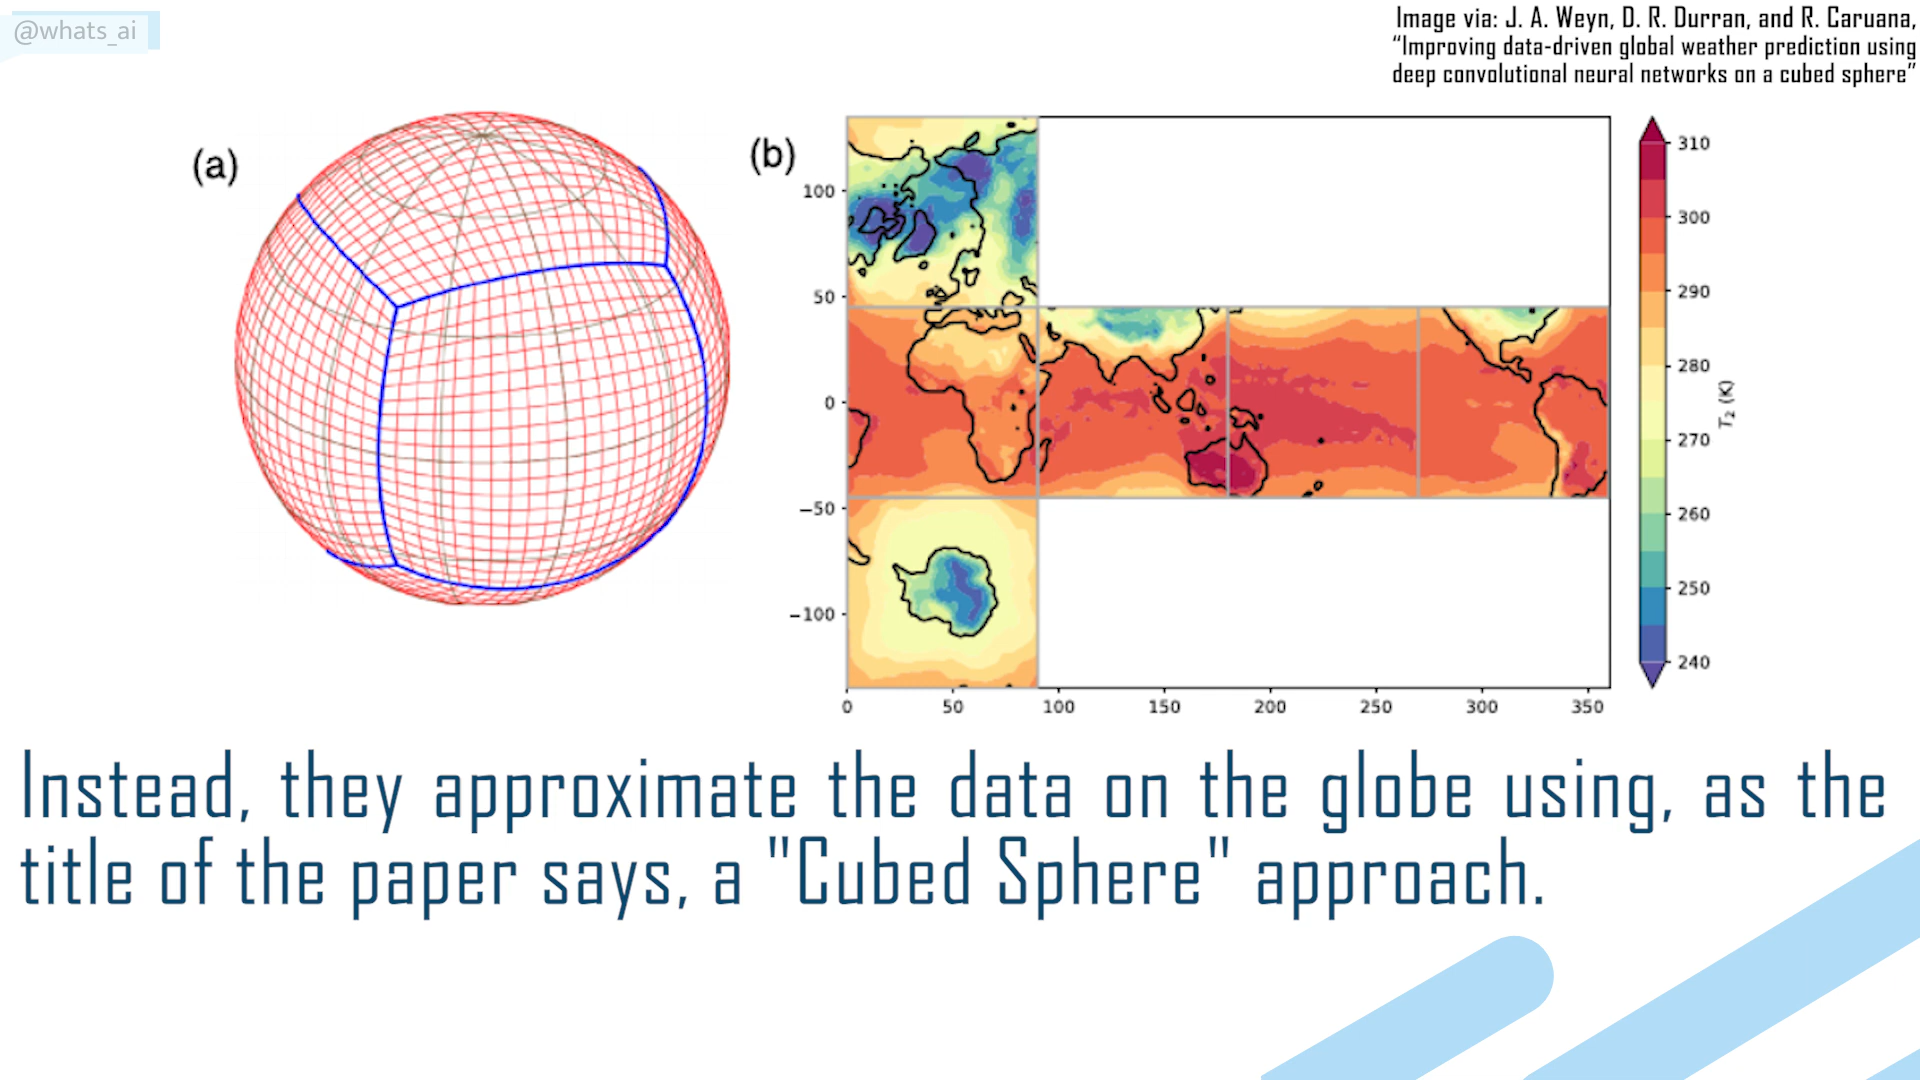 @whats_ai
Image via: J. A. Weyn, D. R. Durran, and R. Caruana,
“Improving data-driven global weather prediction using
deep convolutional neural networks on a cubed sphere”
(a)
(b)
100
50
0
−50
−100
0 50 100 150 200 250 300 350
310
300
290
280
270
260
250
240
T₂ (K)
Instead, they approximate the data on the globe using, as the
title of the paper says, a "Cubed Sphere" approach.